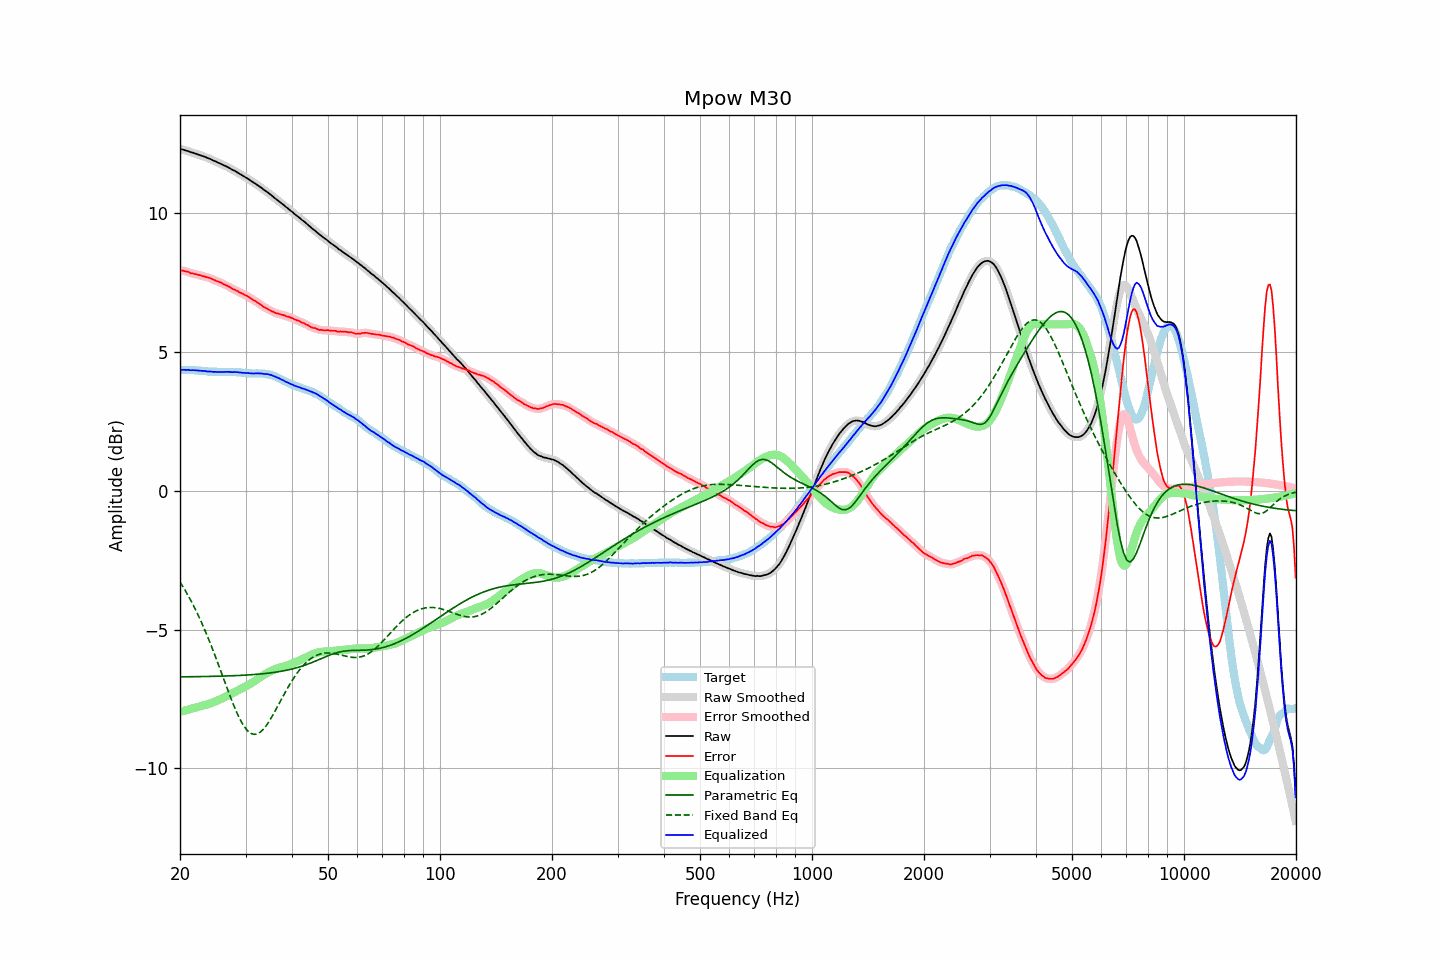 Mpow M30
Amplitude (dBr)
10
5
0
−5
−10
Target
Raw Smoothed
Error Smoothed
Raw
Error
Equalization
Parametric Eq
Fixed Band Eq
Equalized
20 50 100 200 500 1000 2000 5000 10000 20000
Frequency (Hz)